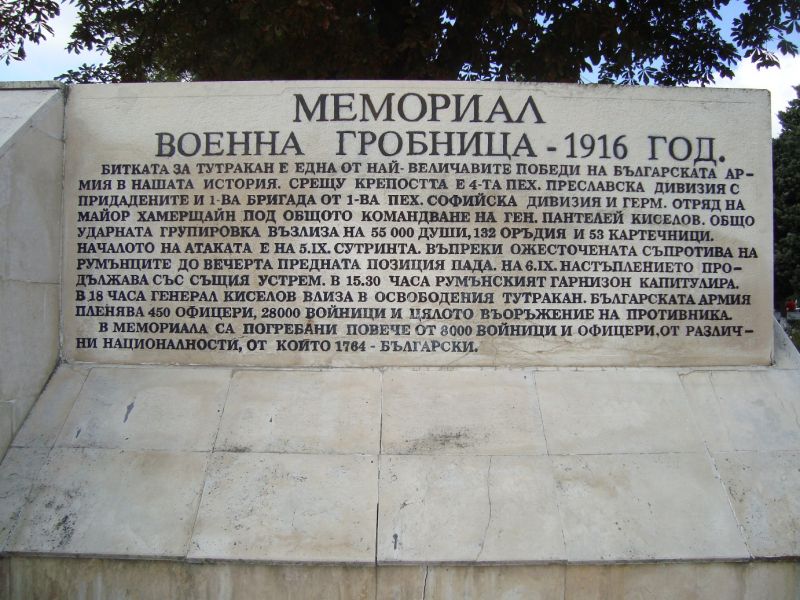 МЕМОРИАЛ
ВОЕННА ГРОБНИЦА - 1916 ГОД.
БИТКАТА ЗА ТУТРАКАН Е ЕДНА ОТ НАЙ- ВЕЛИЧАВИТЕ ПОБЕДИ НА БЪЛГАРСКАТА АР-
МИЯ В НАШАТА ИСТОРИЯ. СРЕЩУ КРЕПОСТТА Е 4-ТА ПЕХ. ПРЕСЛАВСКА ДИВИЗИЯ С
ПРИДАДЕНИТЕ И 1-ВА БРИГАДА ОТ 1-ВА ПЕХ. СОФИЙСКА ДИВИЗИЯ И ГЕРМ. ОТРЯД НА
МАЙОР ХАМЕРЩАЙН ПОД ОБЩОТО КОМАНДВАНЕ НА ГЕН. ПАНТЕЛЕЙ КИСЕЛОВ. ОБЩО
УДАРНАТА ГРУПИРОВКА ВЪЗЛИЗА НА 55 000 ДУШИ, 132 ОРЪДИЯ И 53 КАРТЕЧНИЦИ.
НАЧАЛОТО НА АТАКАТА Е НА 5.IX. СУТРИНТА. ВЪПРЕКИ ОЖЕСТОЧЕНАТА СЪПРОТИВА НА
РУМЪНЦИТЕ ДО ВЕЧЕРТА ПРЕДНАТА ПОЗИЦИЯ ПАДА. НА 6.IX. НАСТЪПЛЕНИЕТО ПРО-
ДЪЛЖАВА СЪС СЪЩИЯ УСТРЕМ. В 15.30 ЧАСА РУМЪНСКИЯТ ГАРНИЗОН КАПИТУЛИРА.
В 18 ЧАСА ГЕНЕРАЛ КИСЕЛОВ ВЛИЗА В ОСВОБОДЕНИЯ ТУТРАКАН. БЪЛГАРСКАТА АРМИЯ
ПЛЕНЯВА 450 ОФИЦЕРИ, 28000 ВОЙНИЦИ И ЦЯЛОТО ВЪОРЪЖЕНИЕ НА ПРОТИВНИКА.
В МЕМОРИАЛА СА ПОГРЕБАНИ ПОВЕЧЕ ОТ 8000 ВОЙНИЦИ И ОФИЦЕРИ, ОТ РАЗЛИЧ-
НИ НАЦИОНАЛНОСТИ, ОТ КОИТО 1764 - БЪЛГАРСКИ.